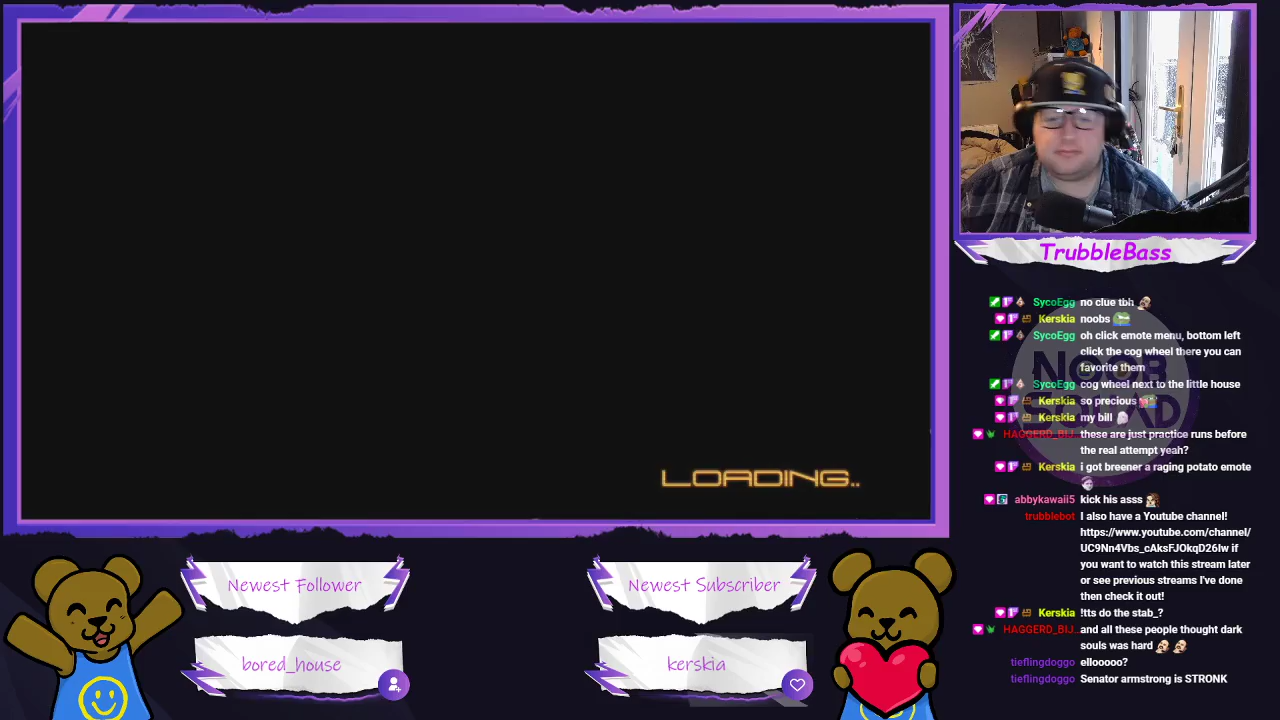 LOADING..
TrubbleBass
NOOB
SQUAD
SycoEgg no clue tbh
Kerskia noobs
SycoEgg oh click emote menu, bottom left
click the cog wheel there you can
favorite them
SycoEgg cog wheel next to the little house
Kerskia so precious
Kerskia my bill
HAGGERD_BIJ... these are just practice runs before
the real attempt yeah?
Kerskia i got breener a raging potato emote
abbykawaii5 kick his asss
trubblebot I also have a Youtube channel!
https://www.youtube.com/channel/
UC9Nn4Vbs_cAksFJOkqD26Iw if
you want to watch this stream later
or see previous streams I've done
then check it out!
Kerskia !tts do the stab_?
HAGGERD_BIJ... and all these people thought dark
souls was hard
tieflingdoggo ellooooo?
tieflingdoggo Senator armstrong is STRONK
Newest Follower
bored_house
Newest Subscriber
kerskia